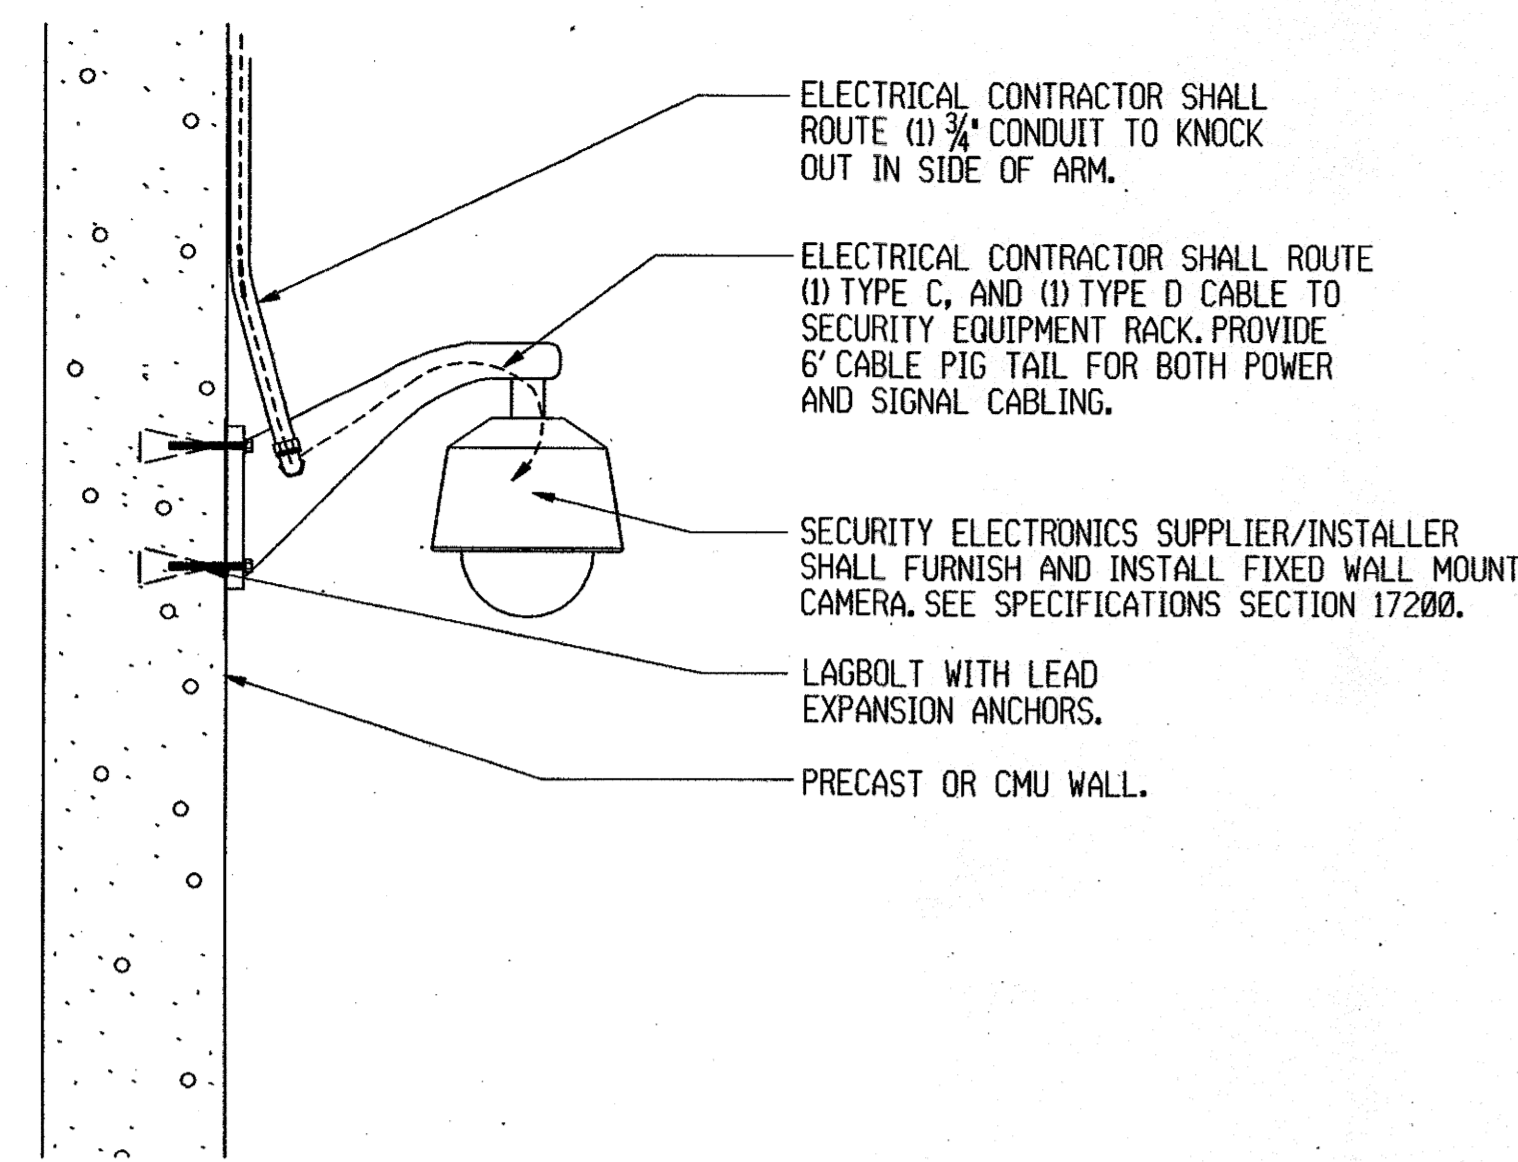 ELECTRICAL CONTRACTOR SHALL
ROUTE (1) 3/4" CONDUIT TO KNOCK
OUT IN SIDE OF ARM.
ELECTRICAL CONTRACTOR SHALL ROUTE
(1) TYPE C, AND (1) TYPE D CABLE TO
SECURITY EQUIPMENT RACK. PROVIDE
6' CABLE PIG TAIL FOR BOTH POWER
AND SIGNAL CABLING.
SECURITY ELECTRONICS SUPPLIER/INSTALLER
SHALL FURNISH AND INSTALL FIXED WALL MOUNT
CAMERA. SEE SPECIFICATIONS SECTION 17200.
LAGBOLT WITH LEAD
EXPANSION ANCHORS.
PRECAST OR CMU WALL.